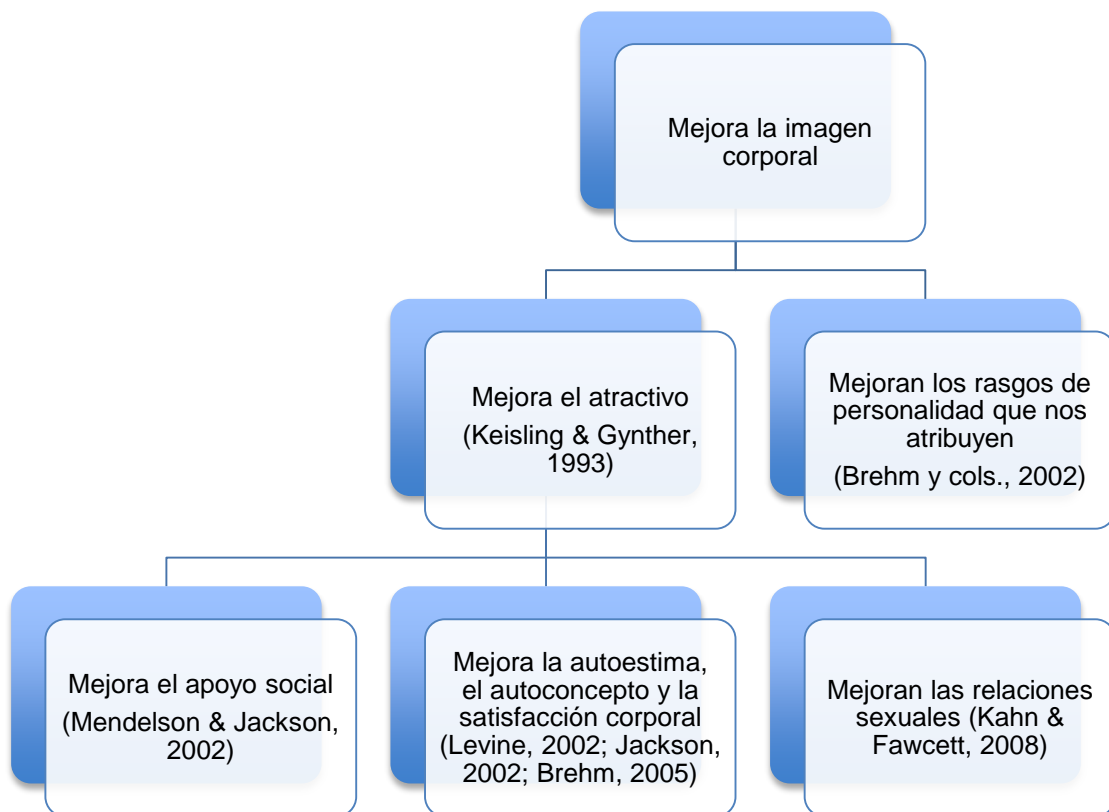 Mejora la imagen
corporal
Mejora el atractivo
(Keisling & Gynther,
1993)
Mejoran los rasgos de
personalidad que nos
atribuyen
(Brehm y cols., 2002)
Mejora el apoyo social
(Mendelson & Jackson,
2002)
Mejora la autoestima,
el autoconcepto y la
satisfacción corporal
(Levine, 2002; Jackson,
2002; Brehm, 2005)
Mejoran las relaciones
sexuales (Kahn &
Fawcett, 2008)